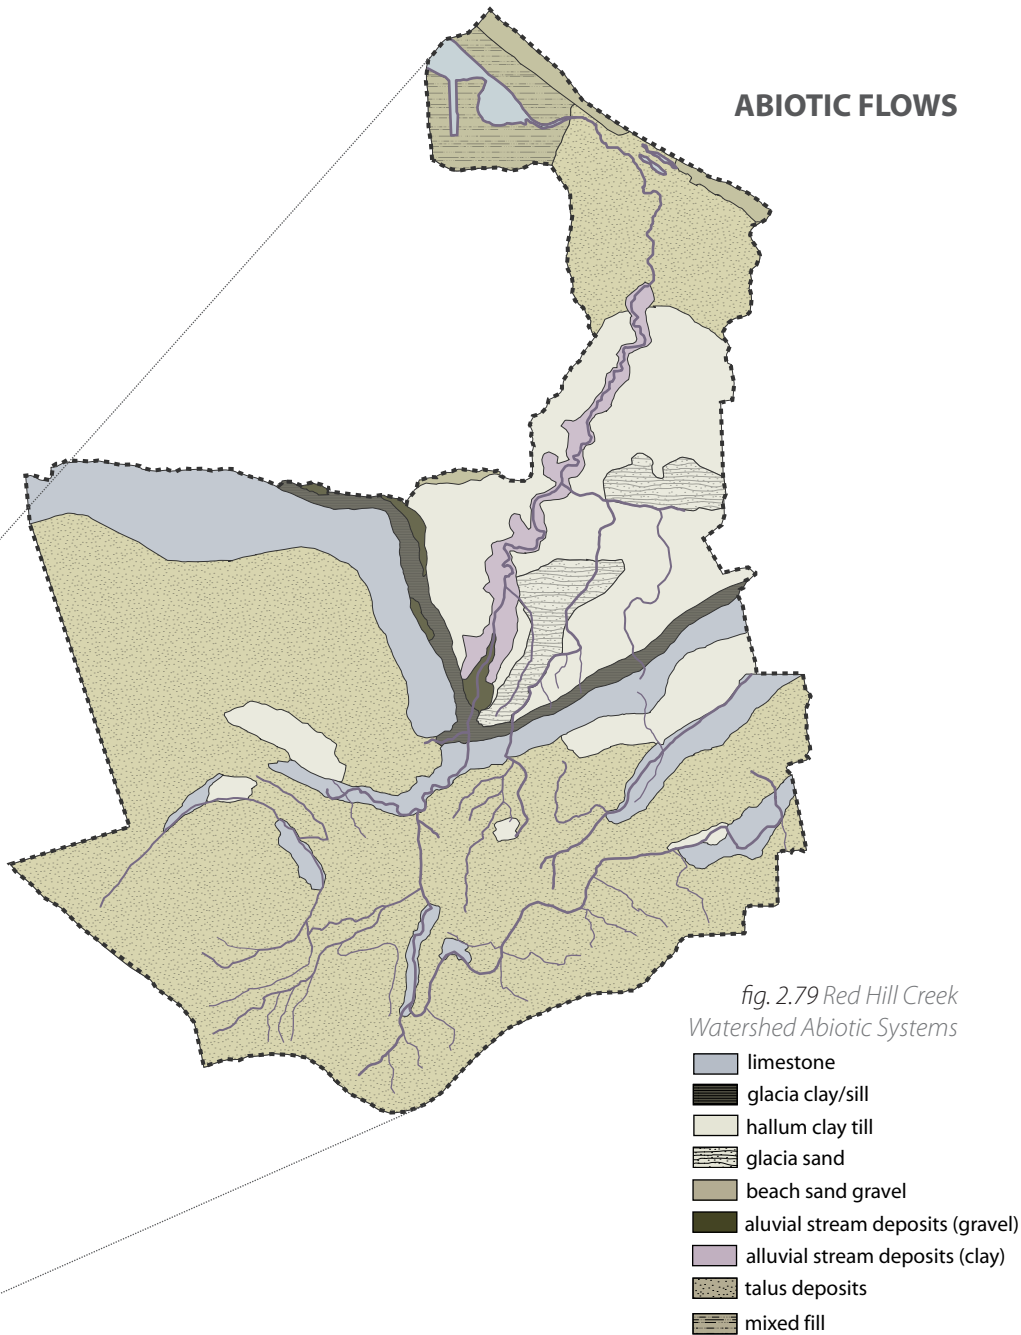 ABIOTIC FLOWS
fig. 2.79 Red Hill Creek
Watershed Abiotic Systems
limestone
glacia clay/sill
hallum clay till
glacia sand
beach sand gravel
aluvial stream deposits (gravel)
alluvial stream deposits (clay)
talus deposits
mixed fill